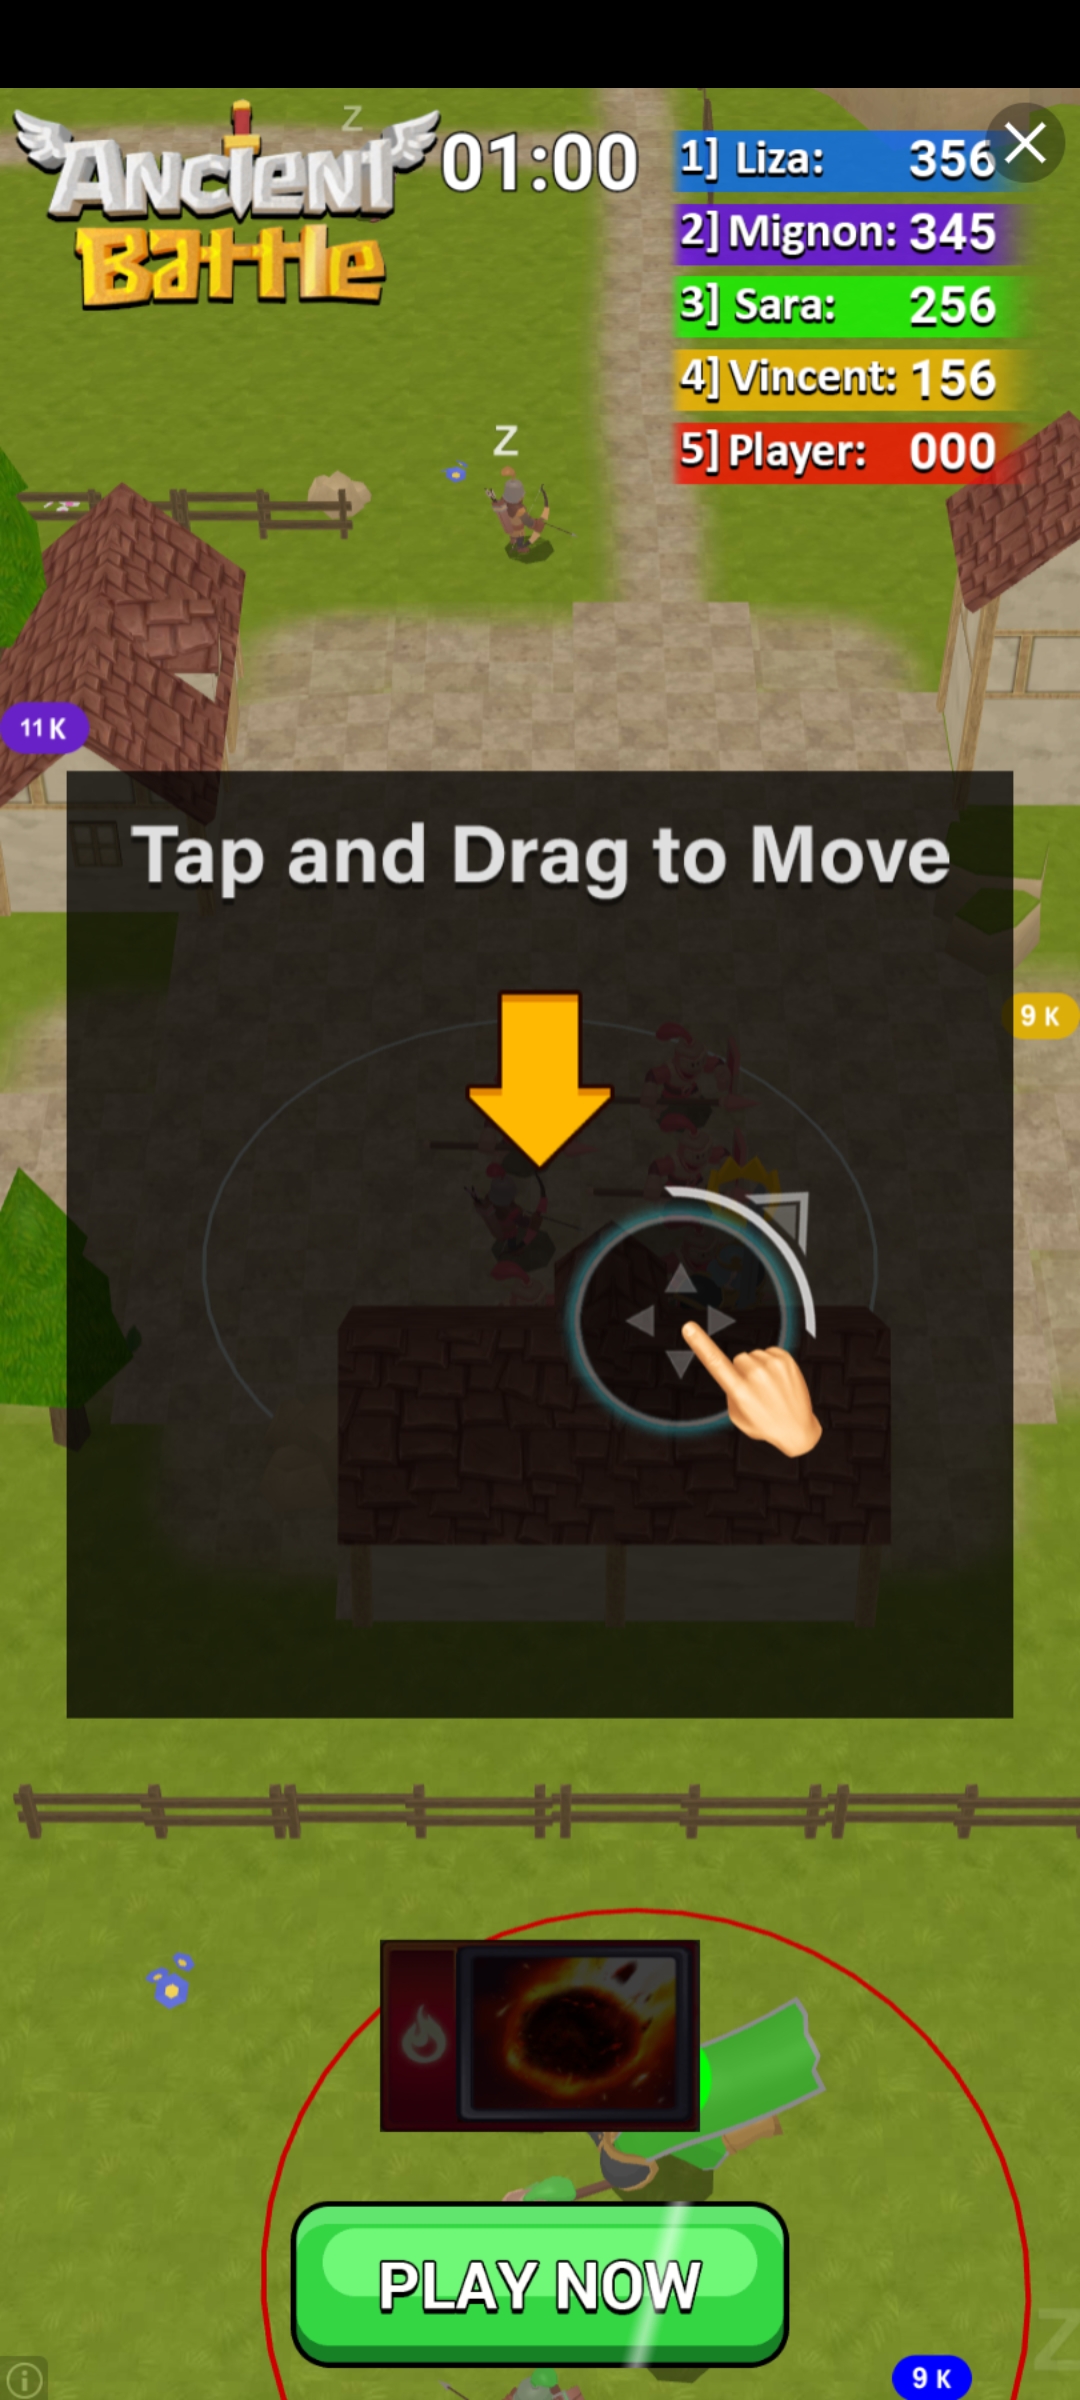 Ancient
Battle
01:00
1] Liza: 356
2] Mignon: 345
3] Sara: 256
4] Vincent: 156
5] Player: 000
Z
Z
11 K
Tap and Drag to Move
9 K
PLAY NOW
Z
9 K